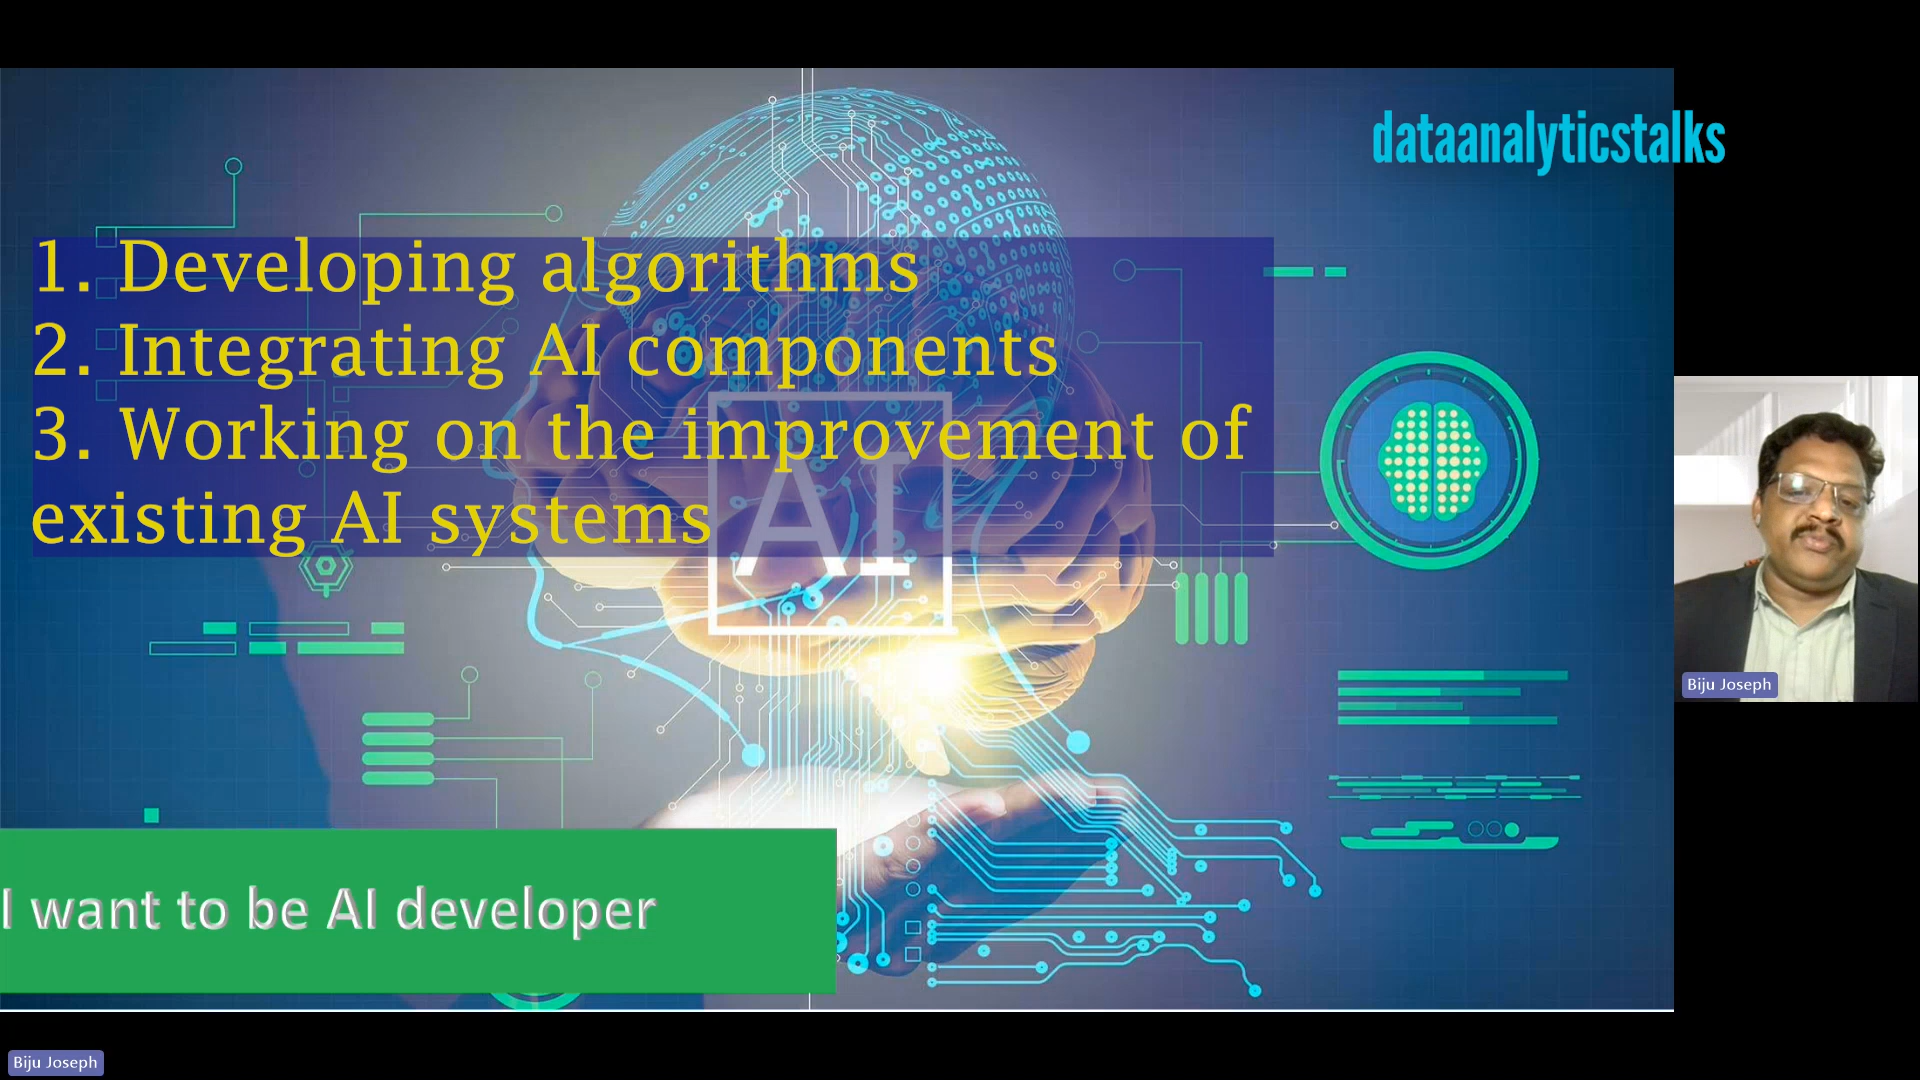 dataanalyticstalks
1. Developing algorithms
2. Integrating AI components
3. Working on the improvement of
existing AI systems
AI
I want to be AI developer
Biju Joseph
Biju Joseph